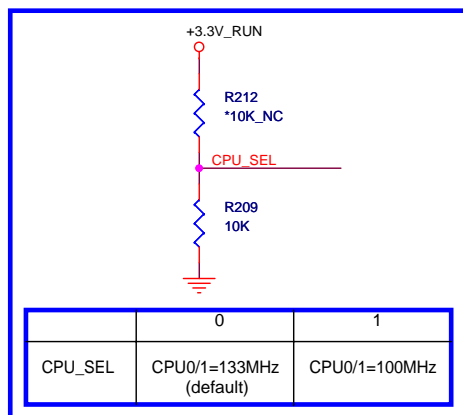 +3.3V_RUN
R212
*10K_NC
CPU_SEL
R209
10K
0 1
CPU_SEL CPU0/1=133MHz (default) CPU0/1=100MHz